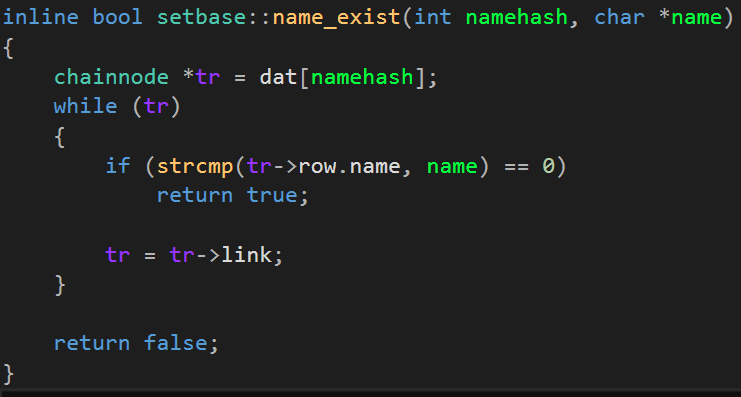 inline bool setbase::name_exist(int namehash, char *name)
{
    chainnode *tr = dat[namehash];
    while (tr)
    {
        if (strcmp(tr->row.name, name) == 0)
            return true;

        tr = tr->link;
    }

    return false;
}